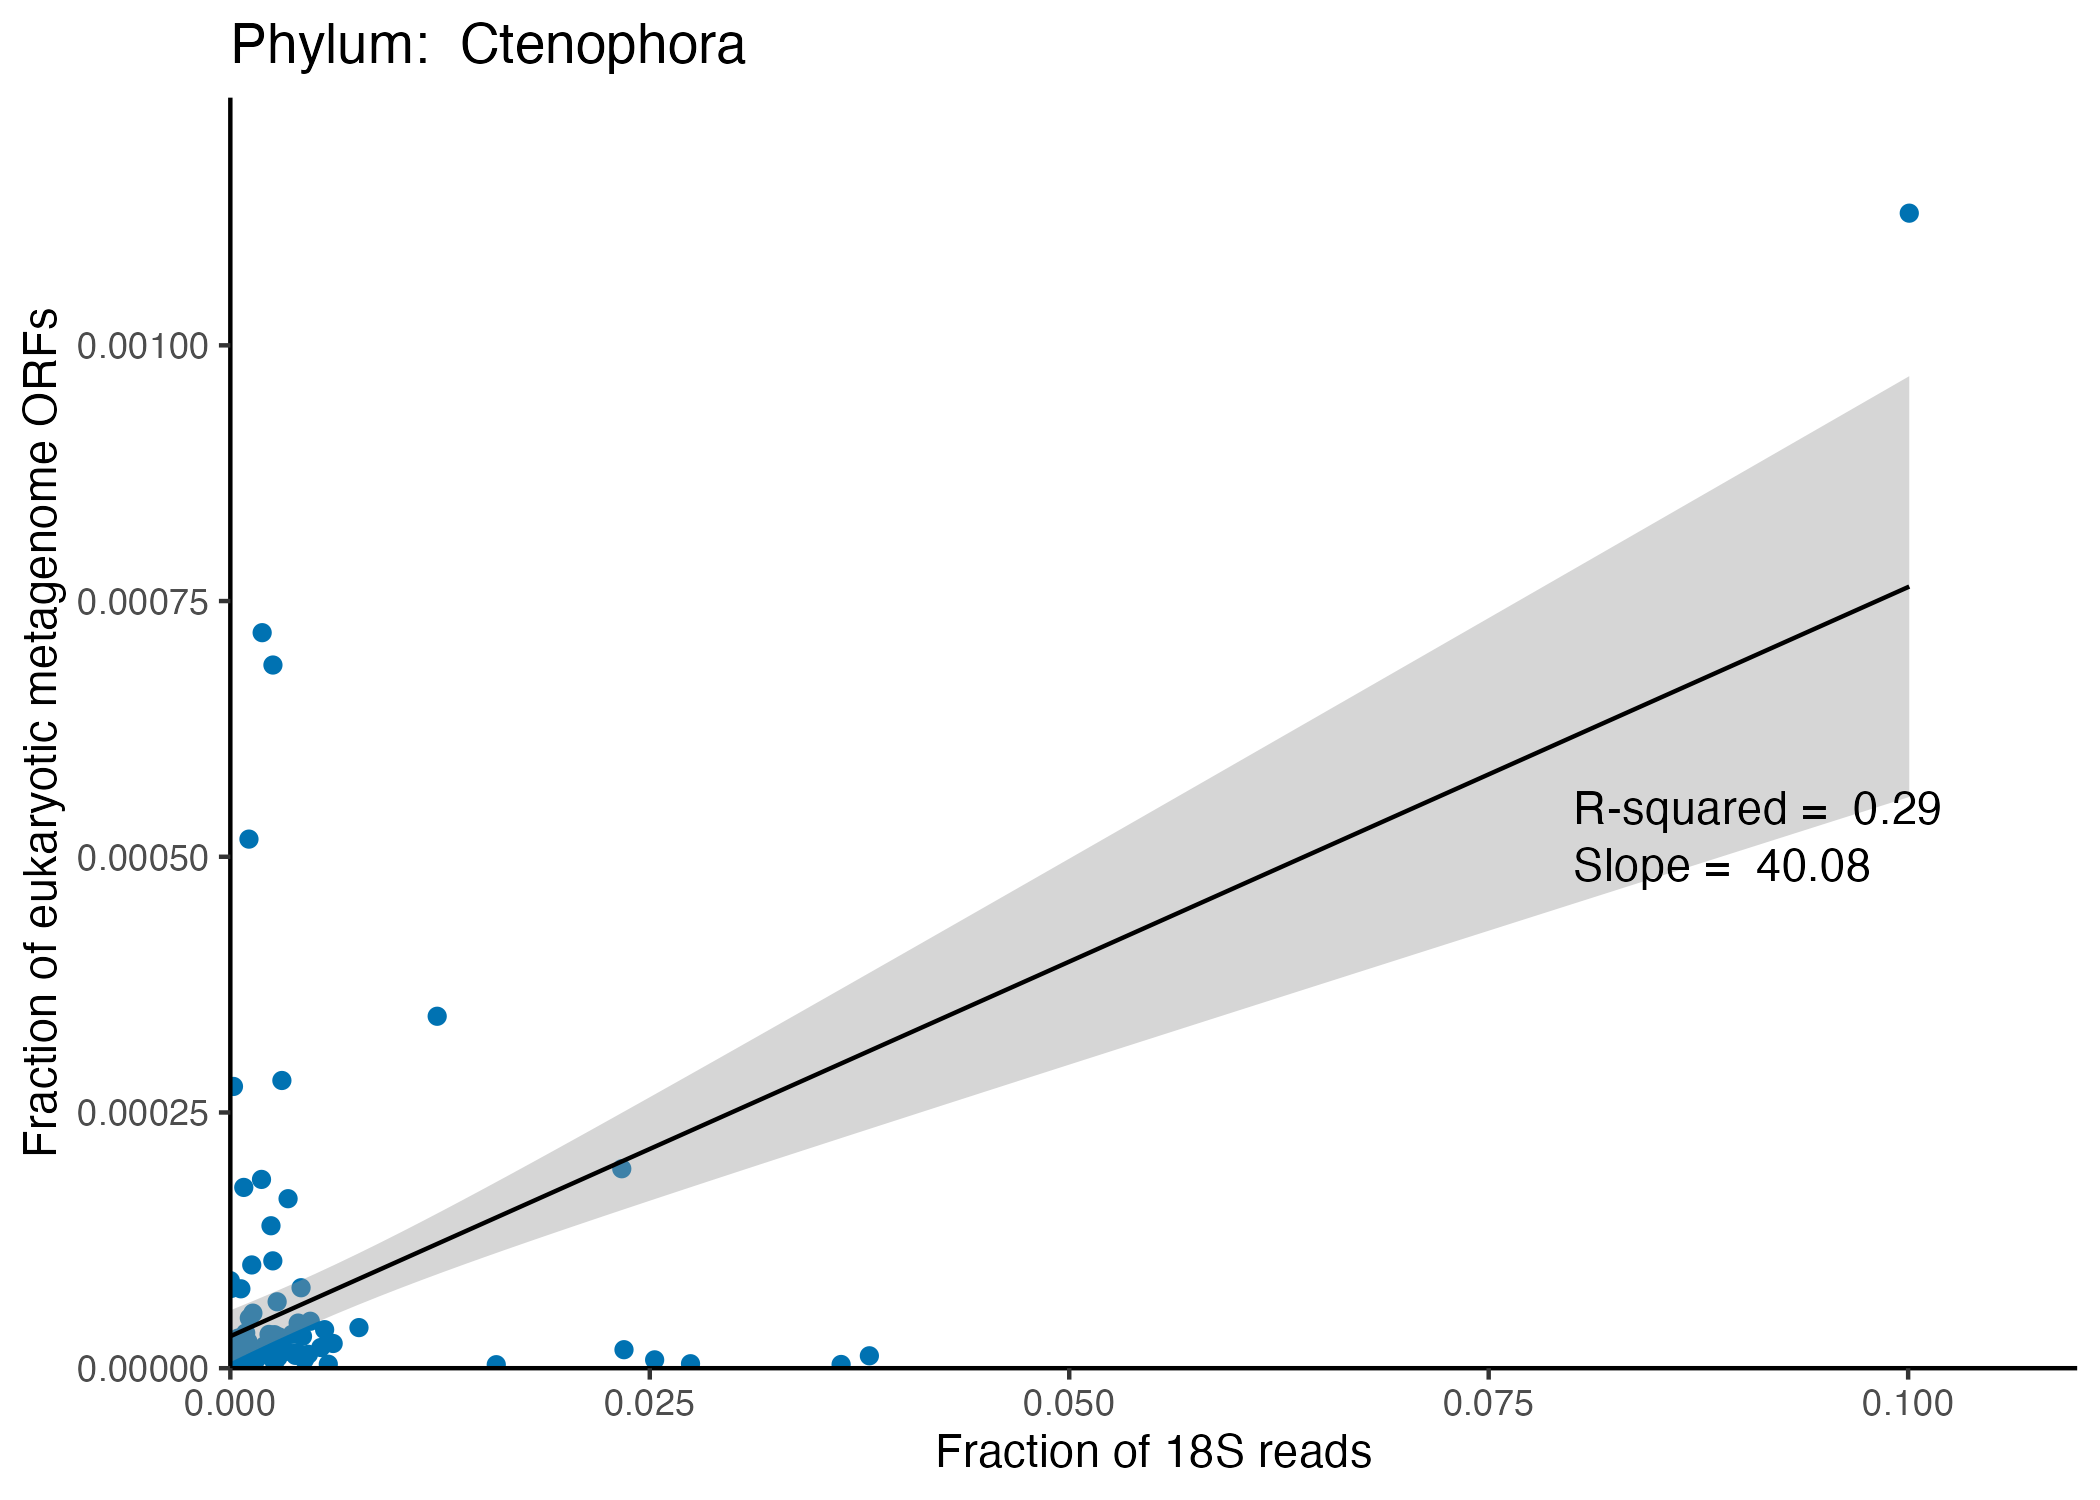 Phylum:  Ctenophora
Fraction of eukaryotic metagenome ORFs
0.00100
0.00075
0.00050
0.00025
0.00000
R-squared =  0.29
Slope =  40.08
0.000 0.025 0.050 0.075 0.100
Fraction of 18S reads